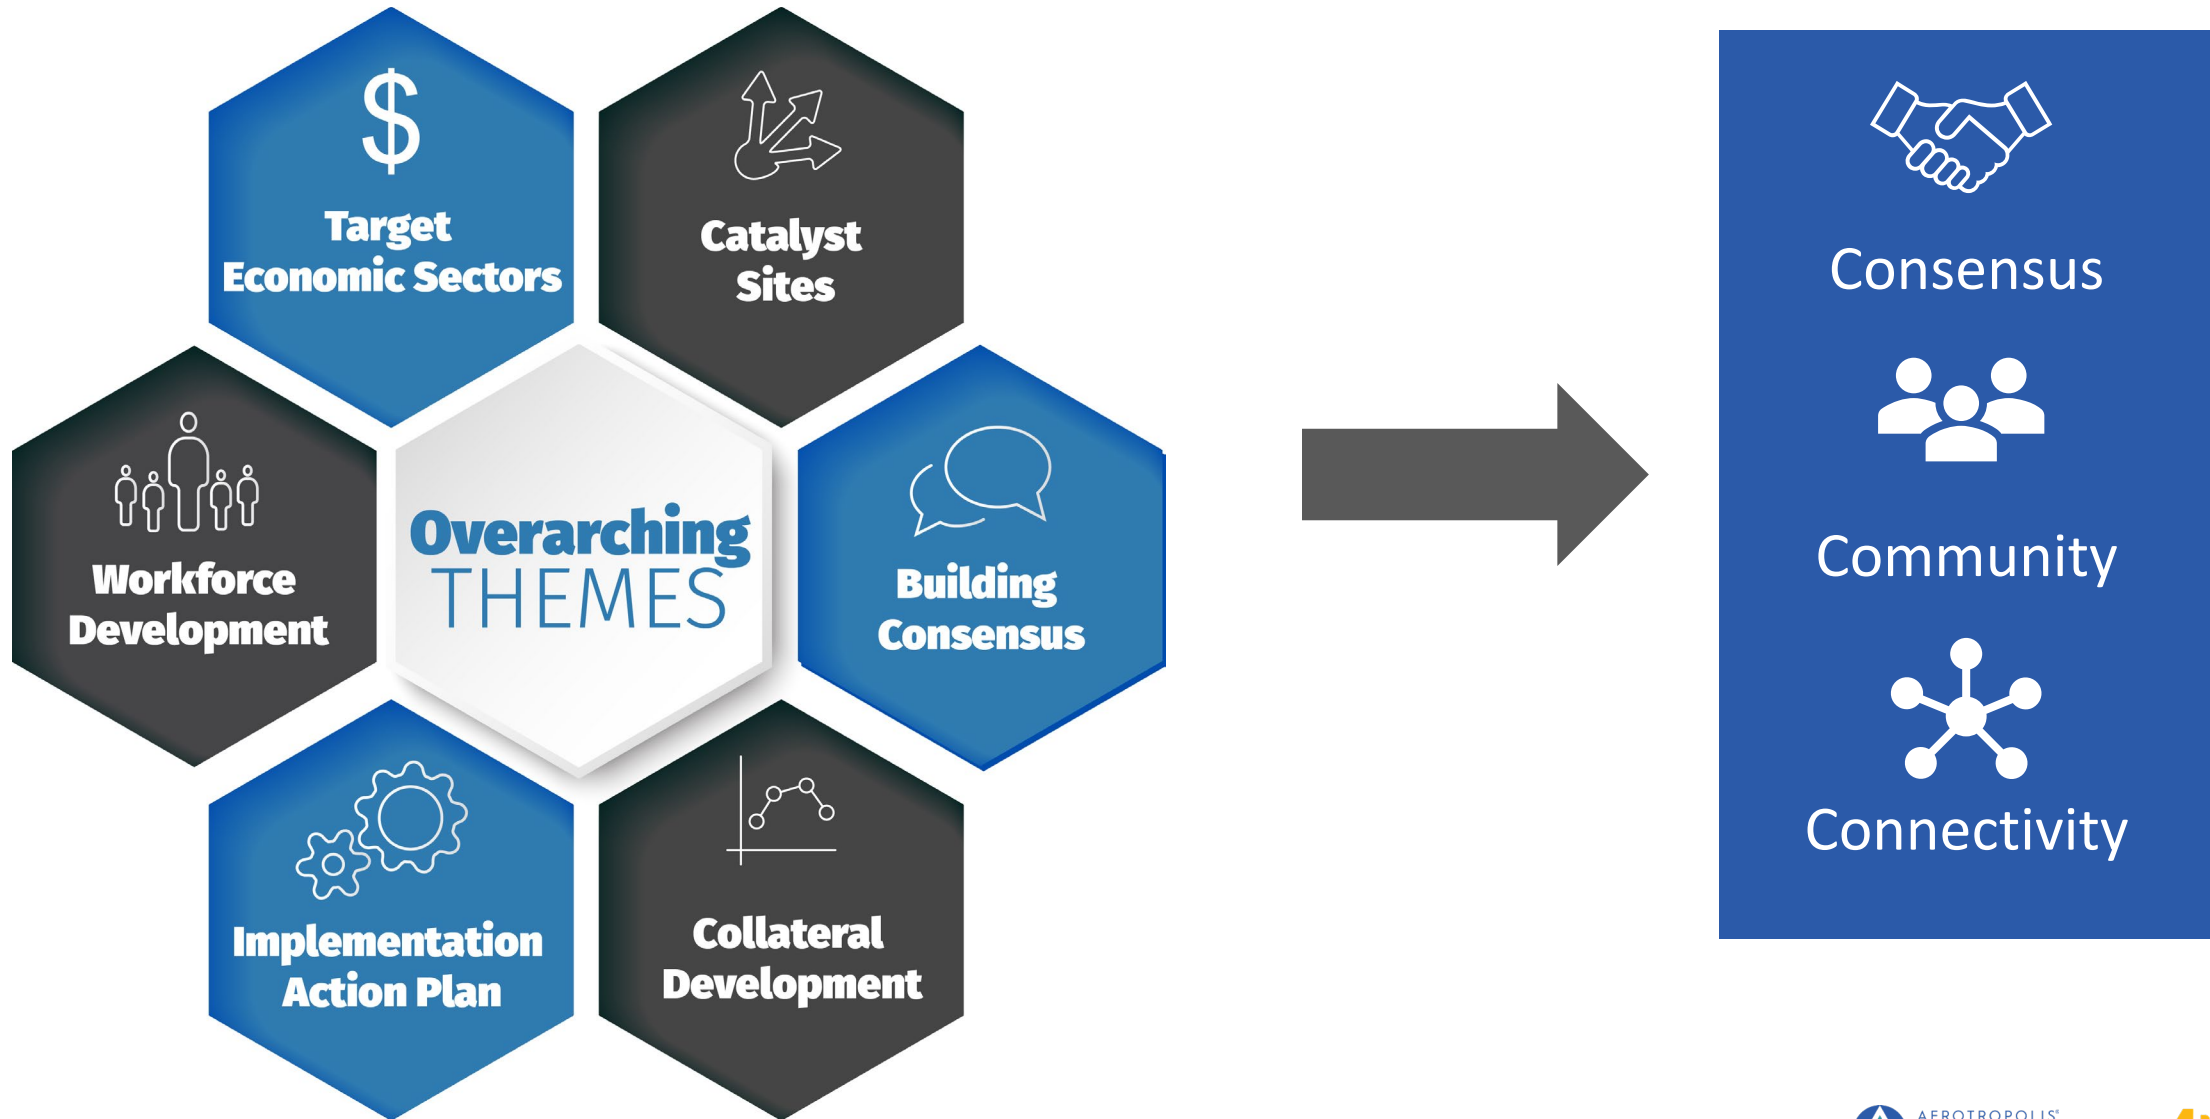 $
Target
Economic Sectors
Catalyst
Sites
Workforce
Development
Overarching
THEMES
Building
Consensus
Implementation
Action Plan
Collateral
Development
Consensus
Community
Connectivity
AEROTROPOLIS®